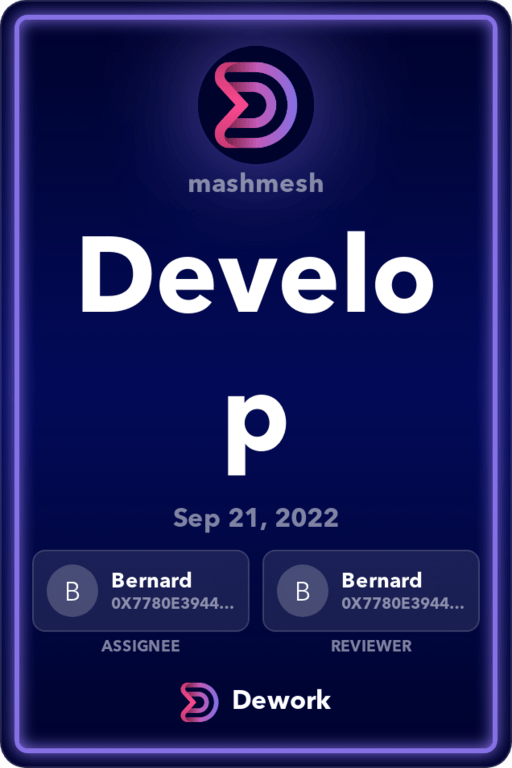 mashmesh
Develo
p
Sep 21, 2022
B Bernard 0X7780E3944...
ASSIGNEE
B Bernard 0X7780E3944...
REVIEWER
Dework